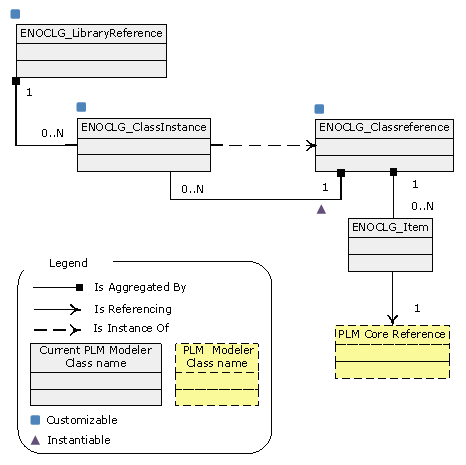 ENOCLG_LibraryReference
1
0..N
ENOCLG_ClassInstance
ENOCLG_Classreference
0..N
1
1
0..N
ENOCLG_Item
1
PLM Core Reference
Legend
Is Aggregated By
Is Referencing
Is Instance Of
Current PLM Modeler
Class name
PLM Modeler
Class name
Customizable
Instantiable